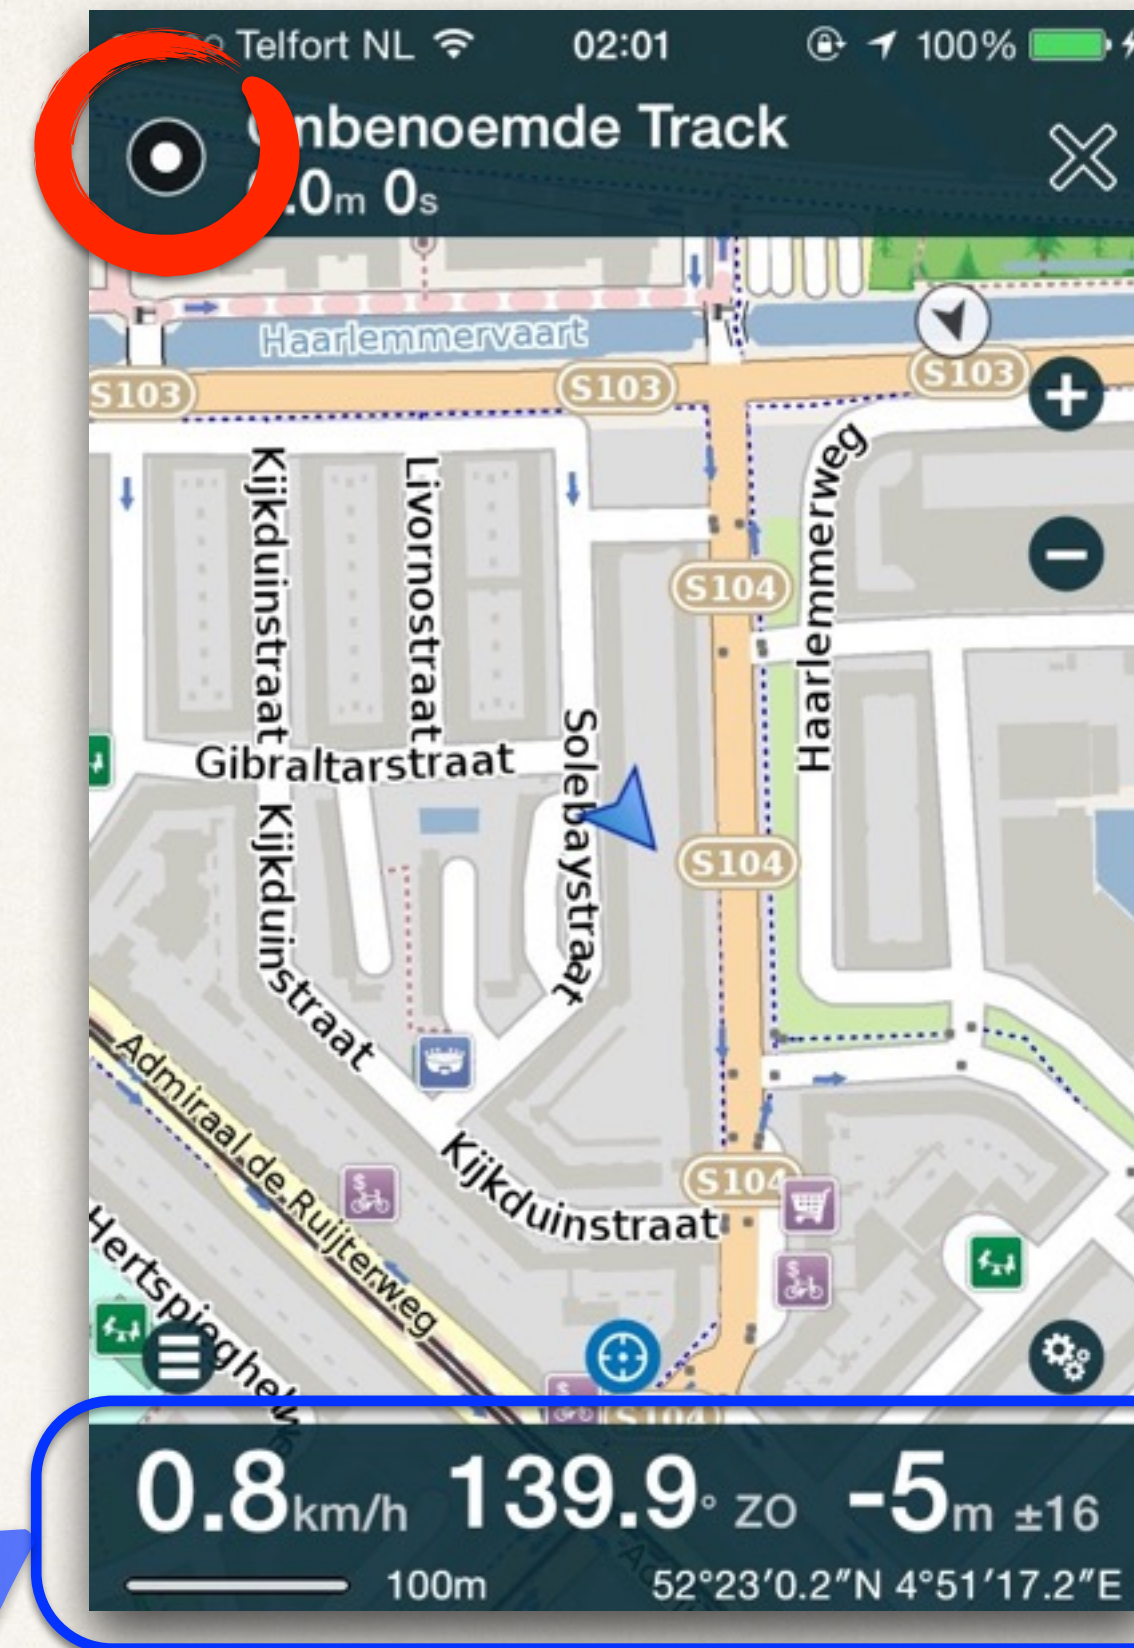 Telfort NL 02:01 100%
nbenoemde Track
.0m 0s
Haarlemmervaart
S103 S103 S103
Kijkduinstraat
Livornostraat
Haarlemmerweg
S104
Gibraltarstraat
Solebaystraat
Kijkduinstraat
S104
Admiraal de Ruijterweg
Kijkduinstraat
S104
S104
0.8km/h 139.9° ZO -5m ±16
100m 52°23'0.2"N 4°51'17.2"E